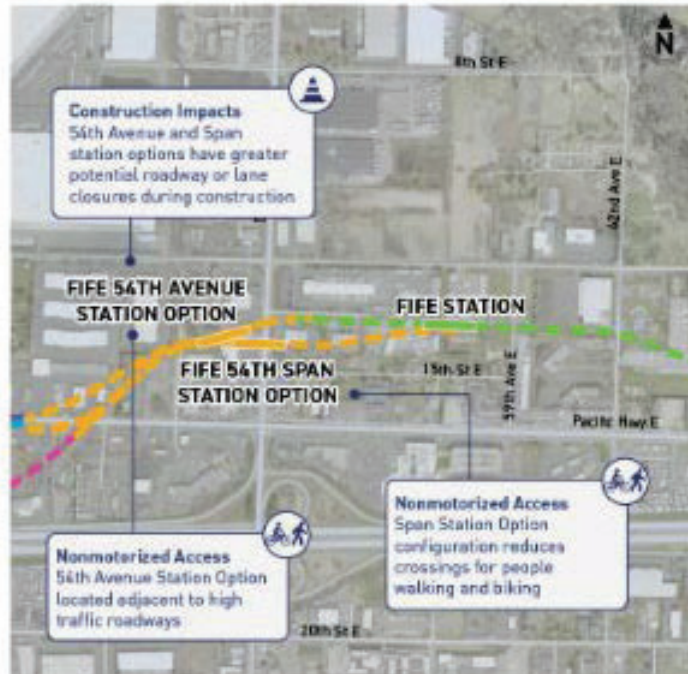 N
8th St E
Construction Impacts
54th Avenue and Span
station options have greater
potential roadway or lane
closures during construction
42nd Ave E
FIFE 54TH AVENUE
STATION OPTION
FIFE STATION
FIFE 54TH SPAN
STATION OPTION
15th St E
59th Ave E
Pacific Hwy E
Nonmotorized Access
Span Station Option
configuration reduces
crossings for people
walking and biking
Nonmotorized Access
54th Avenue Station Option
located adjacent to high
traffic roadways
20th St E